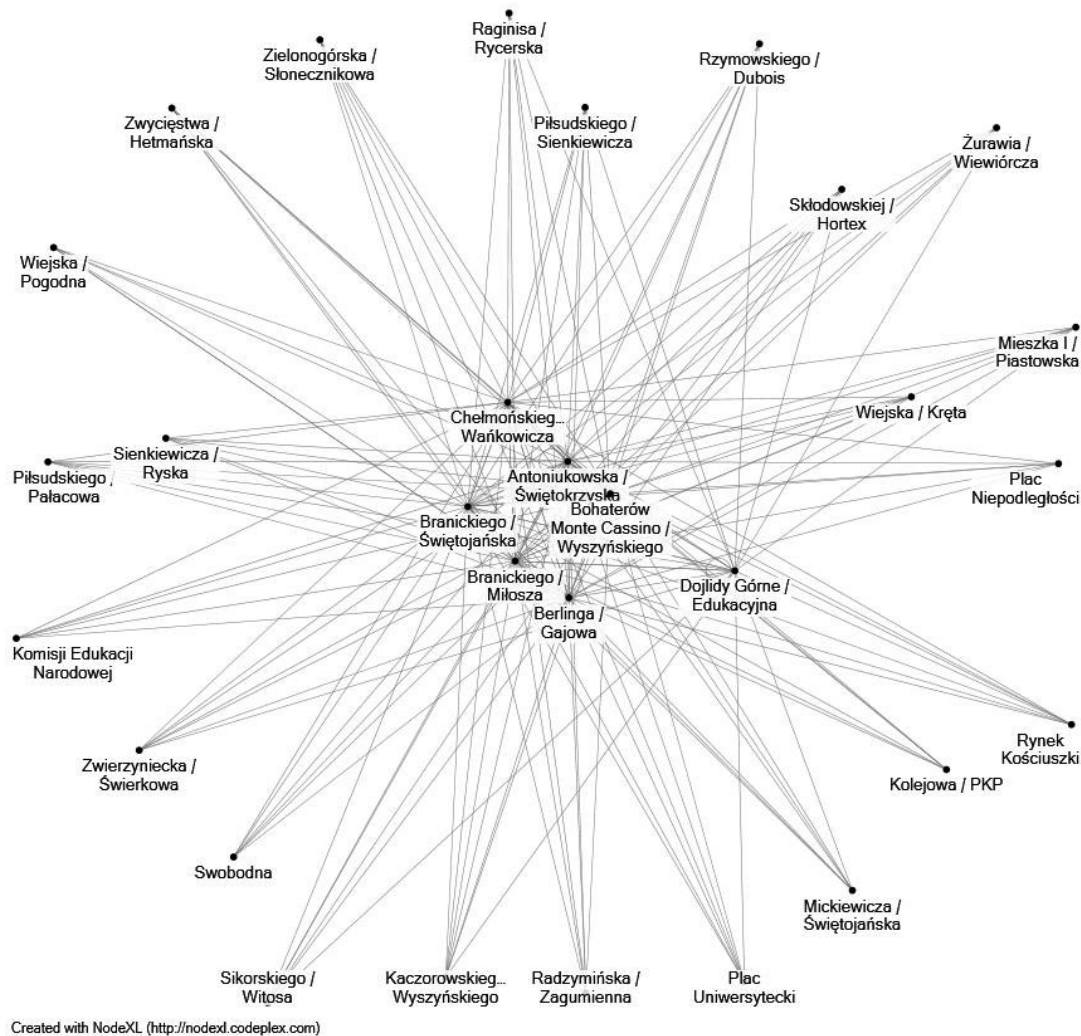 Raginisa /
Rycerska
Zielonogórska /
Słonecznikowa
Rzymowskiego /
Dubois
Zwycięstwa /
Hetmańska
Piłsudskiego /
Sienkiewicza
Żurawia /
Wiewiórcza
Skłodowskiej /
Hortex
Wiejska /
Pogodna
Mieszka I /
Piastowska
Wiejska / Kręta
Chełmońskieg...
Wańkowicza
Sienkiewicza /
Ryska
Piłsudskiego /
Pałacowa
Antoniukowska /
Świętokrzyska
Plac
Niepodległości
Branickiego /
Świętojańska
Bohaterów
Monte Cassino /
Wyszyńskiego
Branickiego /
Miłosza
Dojlidy Górne /
Edukacyjna
Berlinga /
Gajowa
Komisji Edukacji
Narodowej
Zwierzyniecka /
Świerkowa
Rynek
Kościuszki
Kolejowa / PKP
Swobodna
Mickiewicza /
Świętojańska
Sikorskiego /
Witosa
Kaczorowskieg...
Wyszyńskiego
Radzymińska /
Zagumienna
Plac
Uniwersytecki
Created with NodeXL (http://nodexl.codeplex.com)